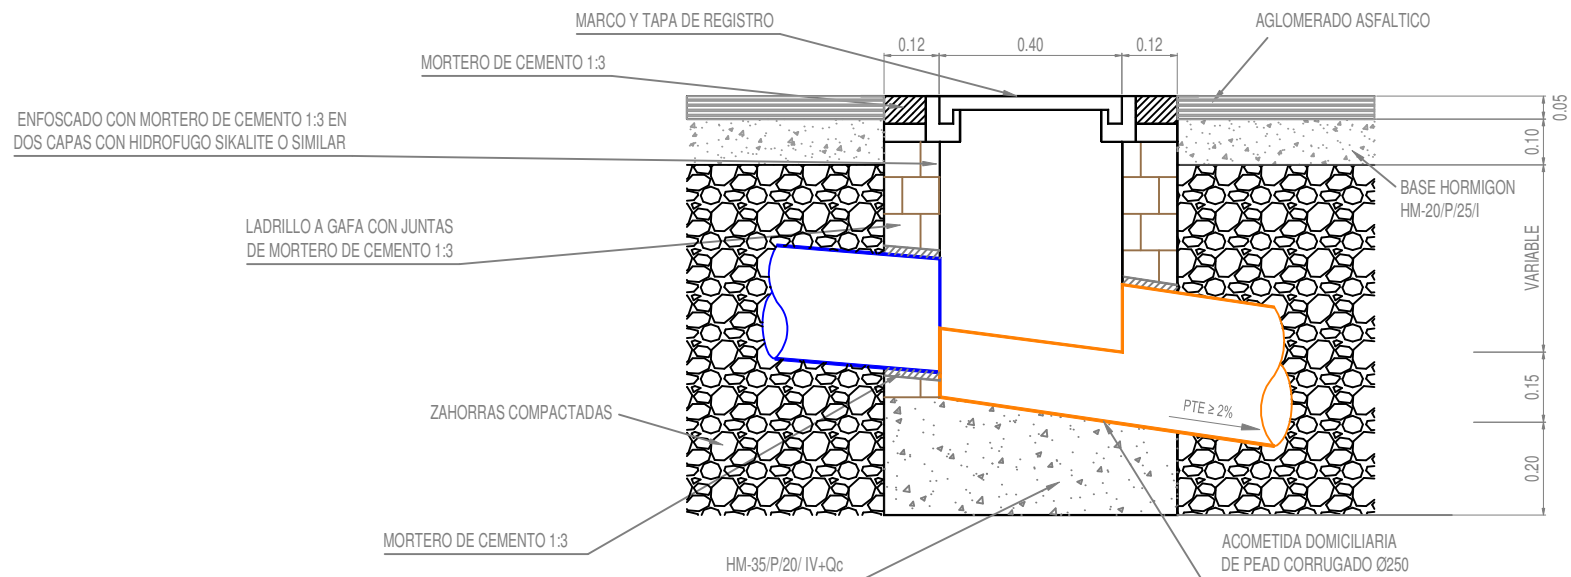 MARCO Y TAPA DE REGISTRO
AGLOMERADO ASFALTICO
0.12
0.40
0.12
MORTERO DE CEMENTO 1:3
0.05
ENFOSCADO CON MORTERO DE CEMENTO 1:3 EN
DOS CAPAS CON HIDROFUGO SIKALITE O SIMILAR
0.10
BASE HORMIGON
HM-20/P/25/I
LADRILLO A GAFA CON JUNTAS
DE MORTERO DE CEMENTO 1:3
VARIABLE
0.15
ZAHORRAS COMPACTADAS
PTE ≥ 2%
0.20
MORTERO DE CEMENTO 1:3
HM-35/P/20/ IV+Qc
ACOMETIDA DOMICILIARIA
DE PEAD CORRUGADO Ø250